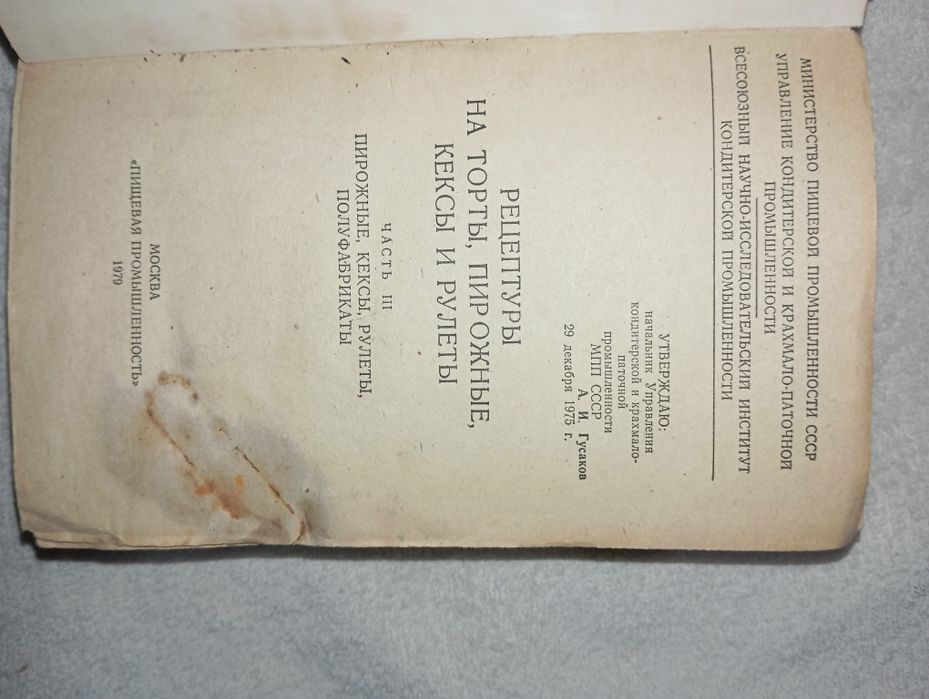 МИНИСТЕРСТВО ПИЩЕВОЙ ПРОМЫШЛЕННОСТИ СССР
УПРАВЛЕНИЕ КОНДИТЕРСКОЙ И КРАХМАЛО-ПАТОЧНОЙ
ПРОМЫШЛЕННОСТИ
ВСЕСОЮЗНЫЙ НАУЧНО-ИССЛЕДОВАТЕЛЬСКИЙ ИНСТИТУТ
КОНДИТЕРСКОЙ ПРОМЫШЛЕННОСТИ
УТВЕРЖДАЮ:
начальник Управления
кондитерской и крахмало-
паточной
промышленности
МПП СССР
А. И. Гусаков
29 декабря 1975 г.
РЕЦЕПТУРЫ
НА ТОРТЫ, ПИРОЖНЫЕ,
КЕКСЫ И РУЛЕТЫ
ЧАСТЬ III
ПИРОЖНЫЕ, КЕКСЫ, РУЛЕТЫ,
ПОЛУФАБРИКАТЫ
МОСКВА
«ПИЩЕВАЯ ПРОМЫШЛЕННОСТЬ»
1979